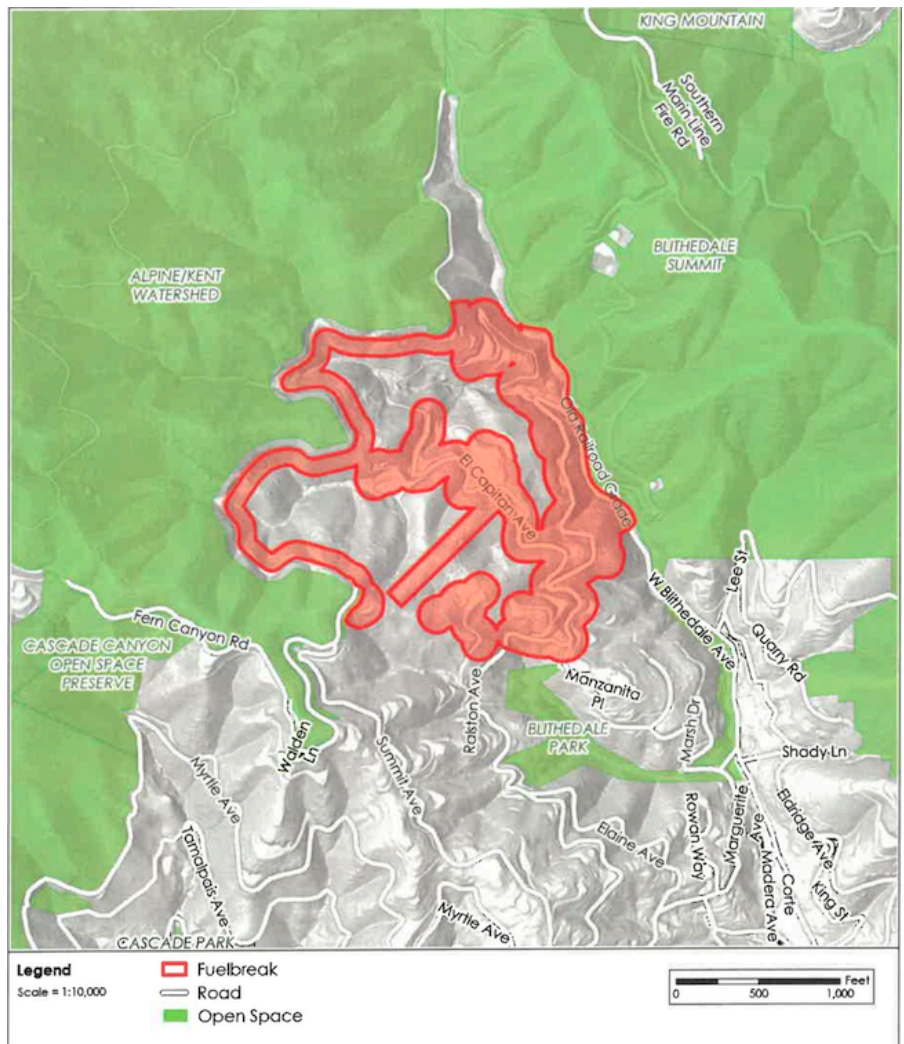 KING MOUNTAIN
Southern
Marin Line
Fire Rd
BLITHEDALE
SUMMIT
ALPINE/KENT
WATERSHED
Old Railroad Grade
El Capitan Ave
W Blithedale Ave
Lee St
Quarry Rd
Fern Canyon Rd
CASCADE CANYON
OPEN SPACE
PRESERVE
Manzanita
Pl
Ralston Ave
BLITHEDALE
PARK
Marsh Dr
Walden
Ln
Summit Ave
Shady Ln
Myrtle Ave
Tamalpais Ave
Elaine Ave
Rowan Way
Marguerite
Ave
Eldridge Ave
Corte
Madera Ave
King St
Myrtle Ave
CASCADE PARK
Legend
Scale = 1:10,000
Fuelbreak
Road
Open Space
Feet
0 500 1,000